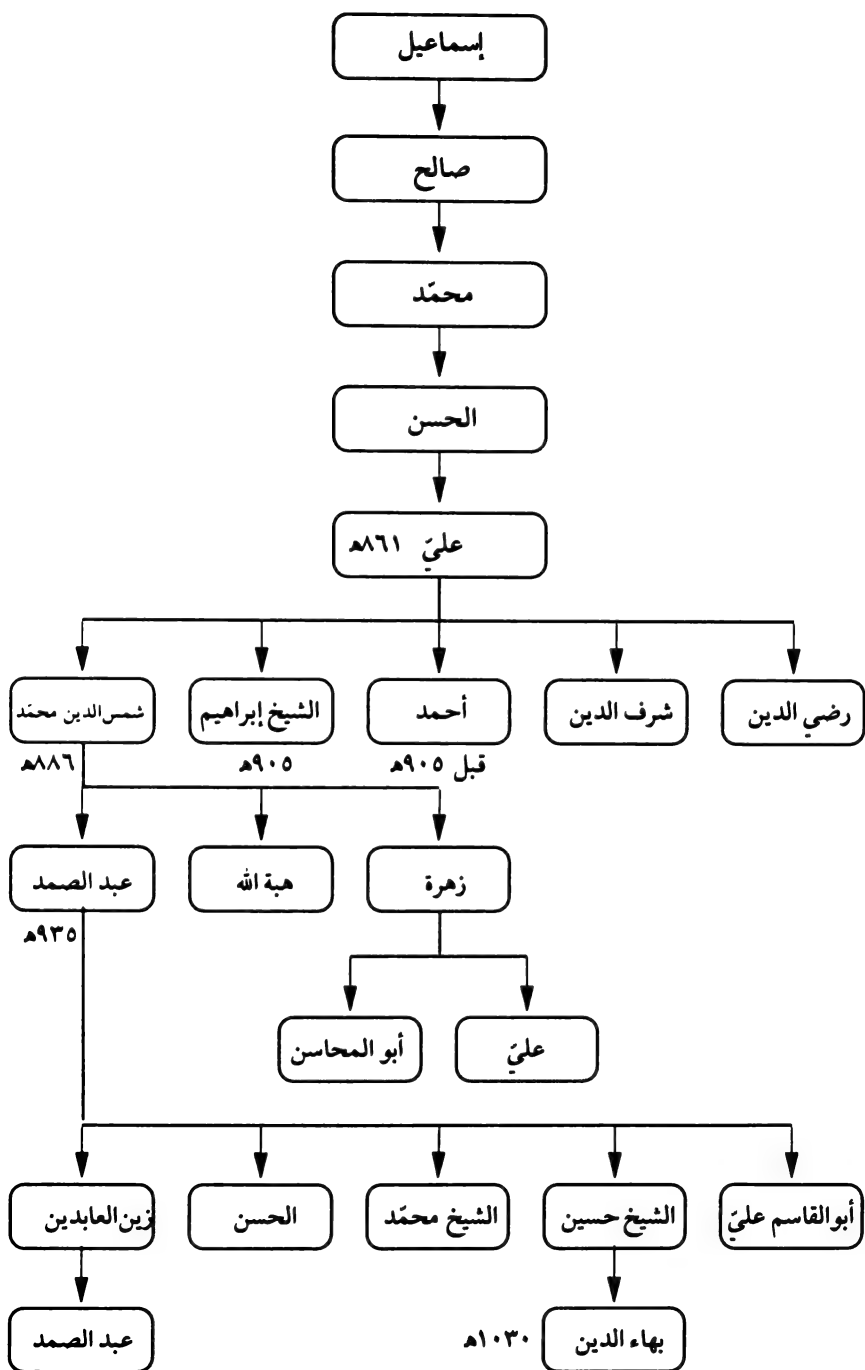 إسماعيل
صالح
محمّد
الحسن
عليّ ٨٦١هـ
رضي الدين
شرف الدين
أحمد
الشيخ إبراهيم
شمس الدين محمّد
قبل ٩٠٥هـ
٩٠٥هـ
٨٨٦هـ
زهرة
هبة الله
عبد الصمد
٩٣٥هـ
عليّ
أبو المحاسن
أبو القاسم عليّ
الشيخ حسين
الشيخ محمّد
الحسن
زين العابدين
بهاء الدين
١٠٣٠هـ
عبد الصمد